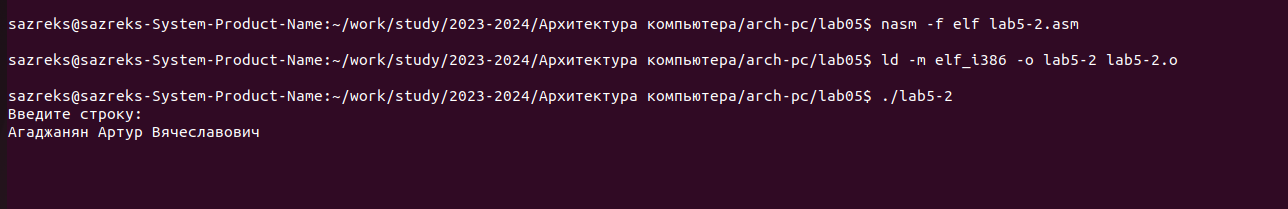 sazreks@sazreks-System-Product-Name:~/work/study/2023-2024/Архитектура компьютера/arch-pc/lab05$ nasm -f elf lab5-2.asm
sazreks@sazreks-System-Product-Name:~/work/study/2023-2024/Архитектура компьютера/arch-pc/lab05$ ld -m elf_i386 -o lab5-2 lab5-2.o
sazreks@sazreks-System-Product-Name:~/work/study/2023-2024/Архитектура компьютера/arch-pc/lab05$ ./lab5-2
Введите строку:
Агаджанян Артур Вячеславович